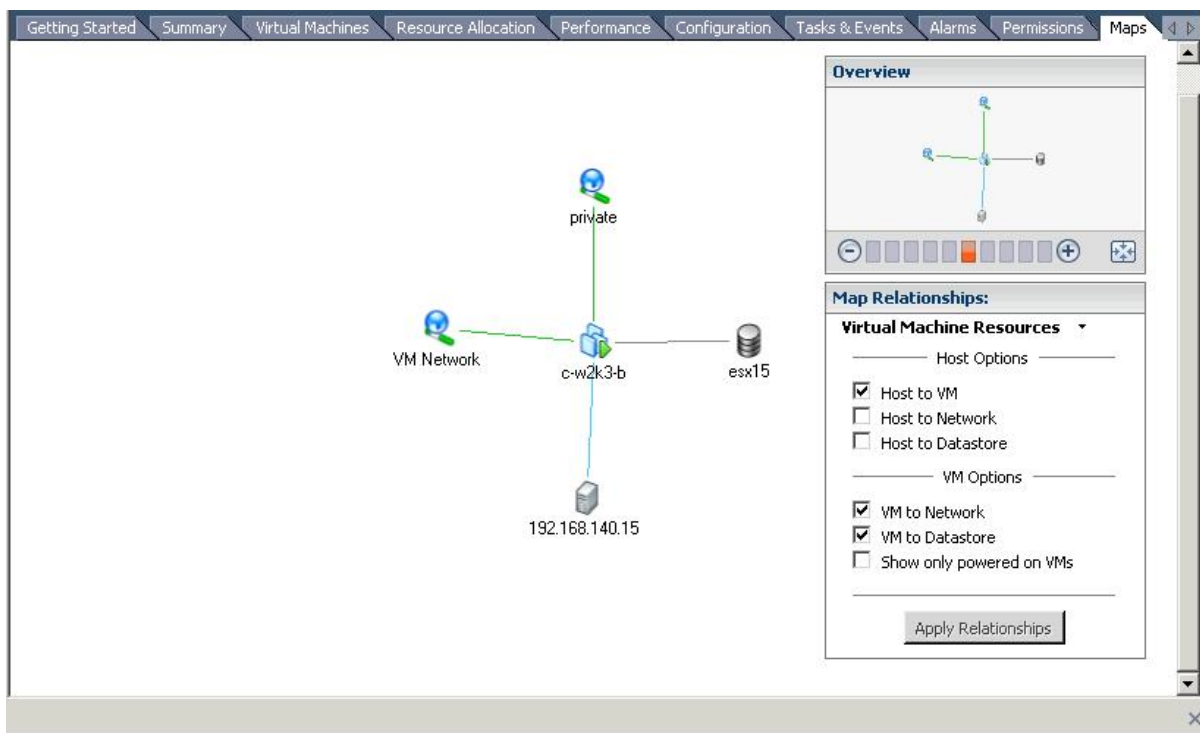 Getting Started Summary Virtual Machines Resource Allocation Performance Configuration Tasks & Events Alarms Permissions Maps
Overview
private
VM Network
c-w2k3-b
esx15
192.168.140.15
Map Relationships:
Virtual Machine Resources
Host Options
Host to VM
Host to Network
Host to Datastore
VM Options
VM to Network
VM to Datastore
Show only powered on VMs
Apply Relationships